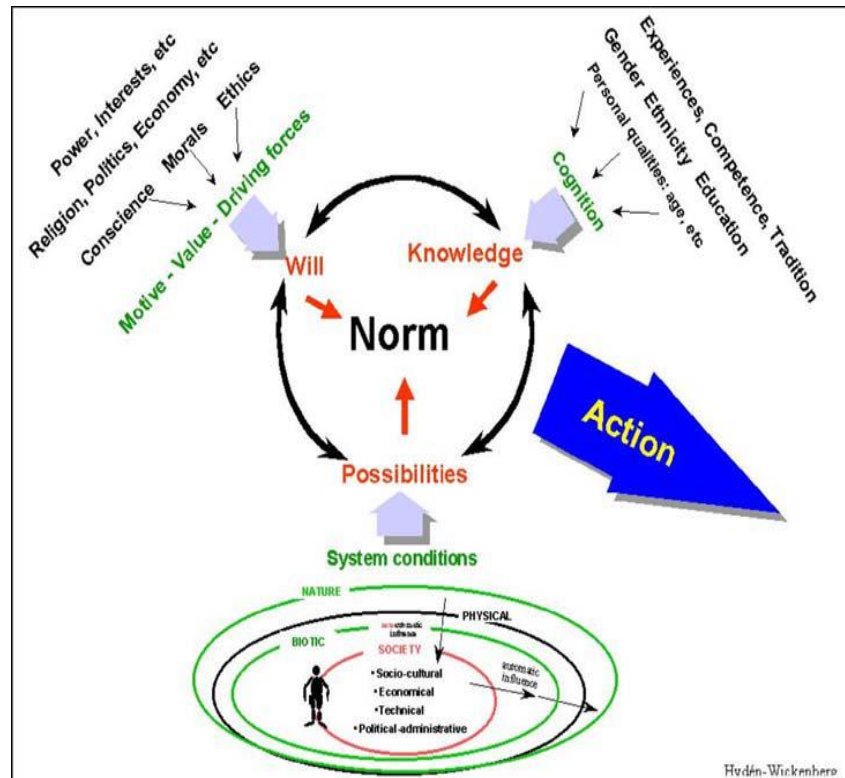 Power, Interests, etc
Religion, Politics, Economy, etc
Conscience Morals Ethics
Motive - Value - Driving forces
Experiences, Competence, Tradition
Gender Ethnicity Education
Personal qualities: age, etc
Cognition
Will
Knowledge
Norm
Possibilities
Action
System conditions
NATURE
PHYSICAL
BIOTIC
influence
SOCIETY
•Socio-cultural
•Economical
•Technical
•Political-administrative
automatic
influence
Hydén-Wickenberg